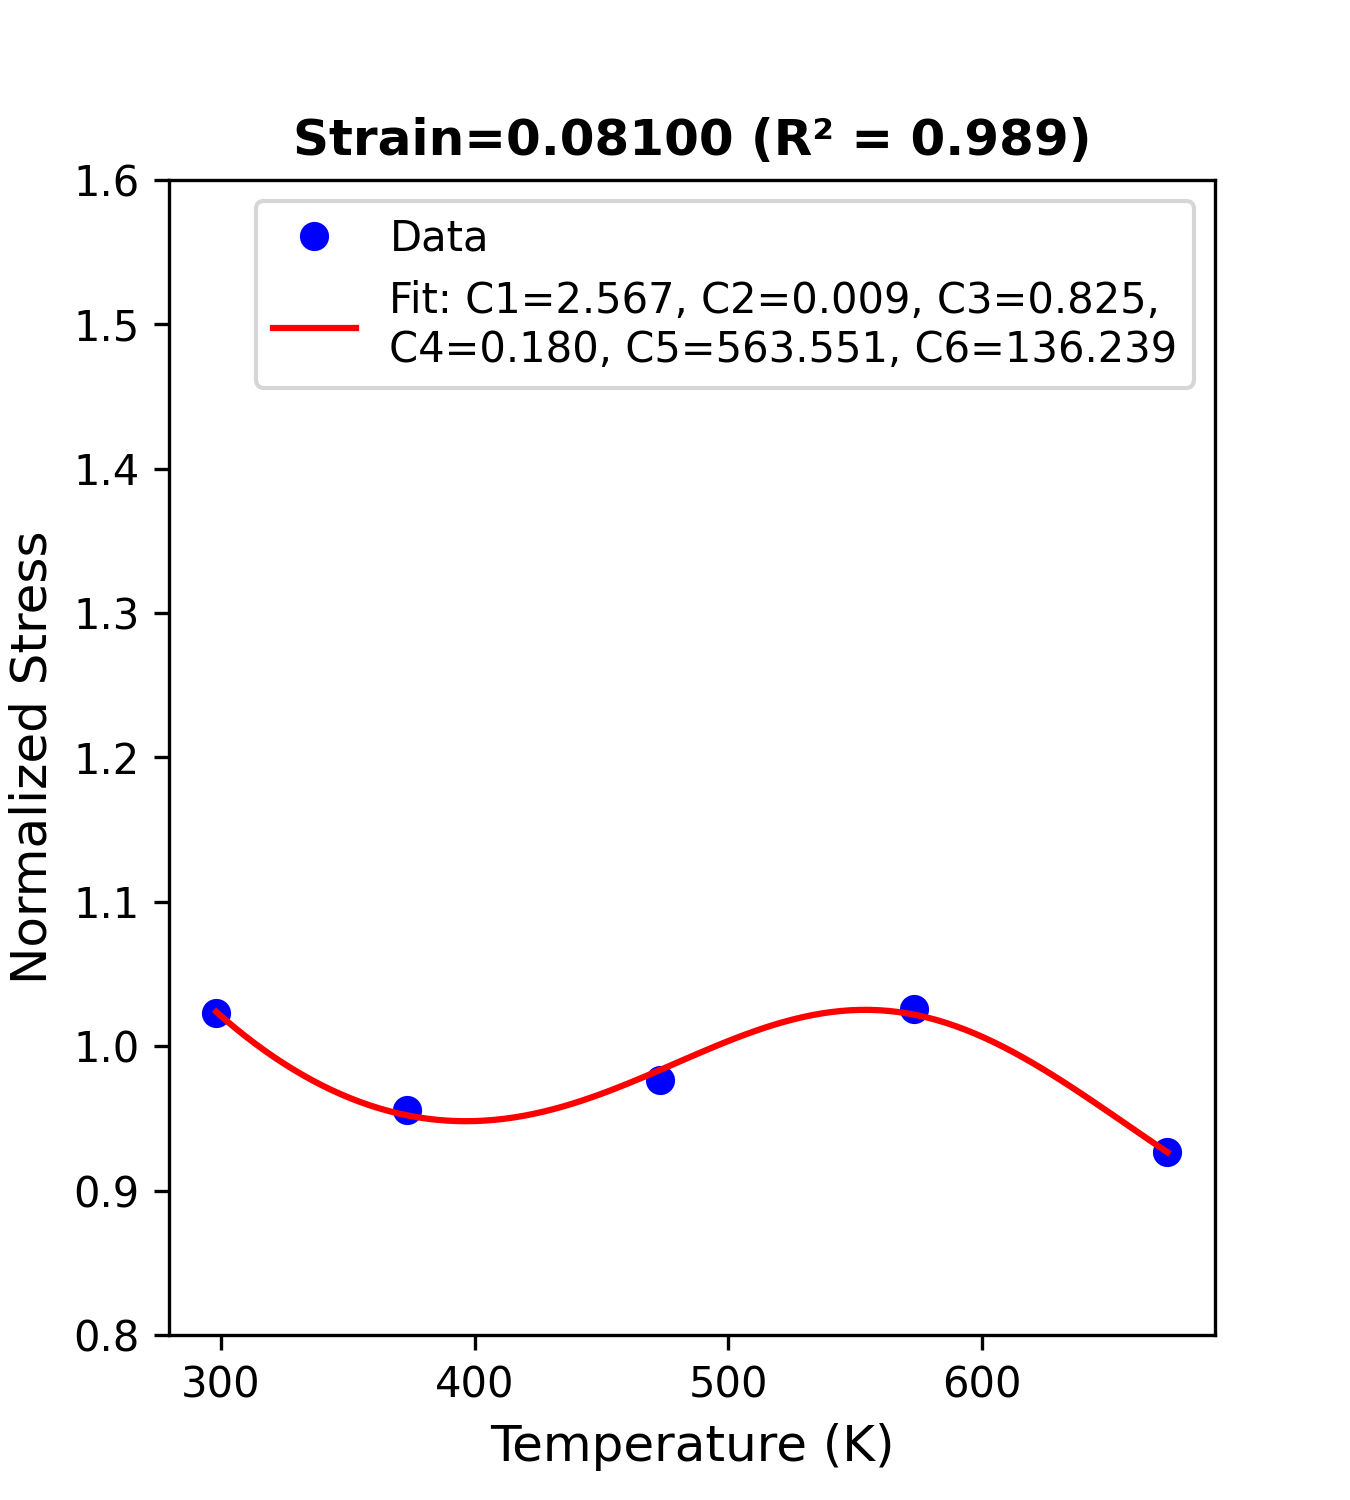 Strain=0.08100 (R² = 0.989)
Data
Fit: C1=2.567, C2=0.009, C3=0.825,
C4=0.180, C5=563.551, C6=136.239
1.6
1.5
1.4
1.3
1.2
1.1
1.0
0.9
0.8
Normalized Stress
300 400 500 600
Temperature (K)